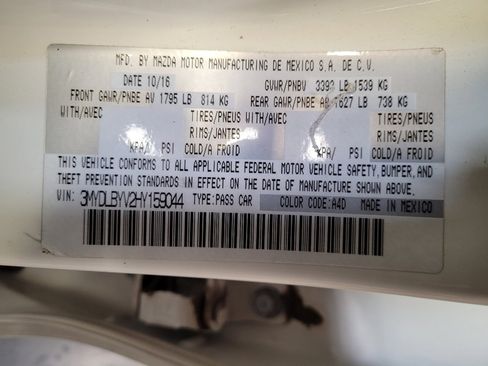 MFD. BY MAZDA MOTOR MANUFACTURING DE MEXICO S.A. DE C.V.
DATE 10/16 GVWR/PNBV 3393 LB 1539 KG
FRONT GAWR/PNBE AV 1795 LB 814 KG REAR GAWR/PNBE AR 1627 LB 738 KG
WITH/AVEC TIRES/PNEUS WITH/AVEC TIRES/PNEUS
RIMS/JANTES RIMS/JANTES
KPA/ PSI COLD/A FROID KPA/ PSI COLD/A FROID
THIS VEHICLE CONFORMS TO ALL APPLICABLE FEDERAL MOTOR VEHICLE SAFETY, BUMPER, AND
THEFT PREVENTION STANDARDS IN EFFECT ON THE DATE OF MANUFACTURE SHOWN ABOVE.
VIN: 3MYDLBYV2HY159044 TYPE: PASS CAR COLOR CODE: A4D MADE IN MEXICO